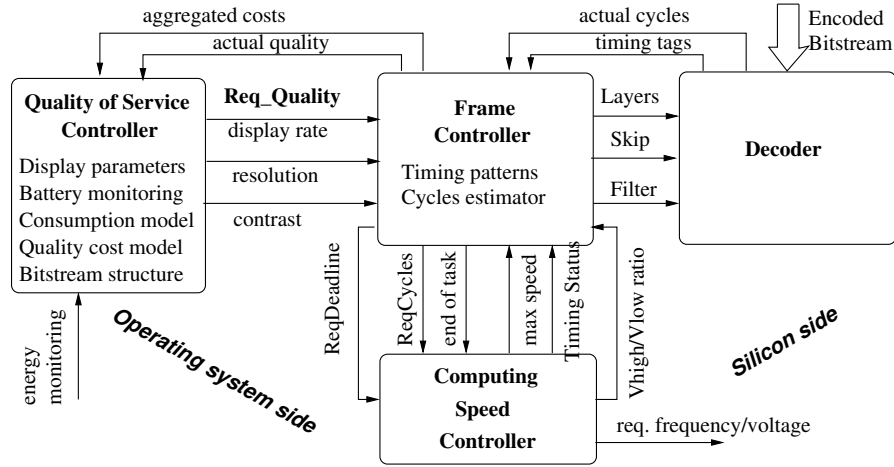 aggregated costs
actual cycles
Encoded
Bitstream
actual quality
timing tags
Quality of Service
Controller
Req_Quality
Frame
Controller
Layers
display rate
Skip
Decoder
Display parameters
Battery monitoring
Consumption model
Quality cost model
Bitstream structure
resolution
Timing patterns
Cycles estimator
Filter
contrast
ReqDeadline
ReqCycles
end of task
max speed
Timing Status
Vhigh/Vlow ratio
energy
monitoring
Operating system side
Silicon side
Computing
Speed
Controller
req. frequency/voltage